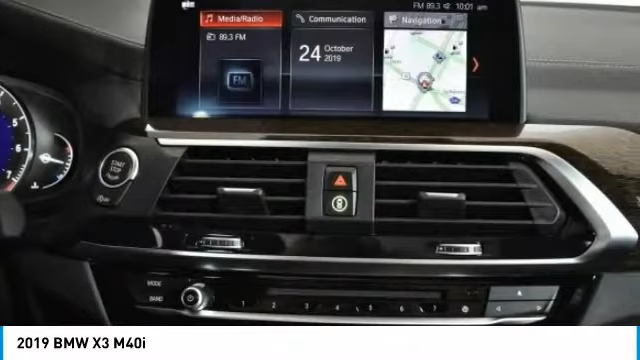 FM 89.3 10:01 am
Media/Radio Communication Navigation
89.3 FM
24 October 2019
FM
START
STOP
MODE
BAND
1 2 3 4 5 6 7 8
2019 BMW X3 M40i